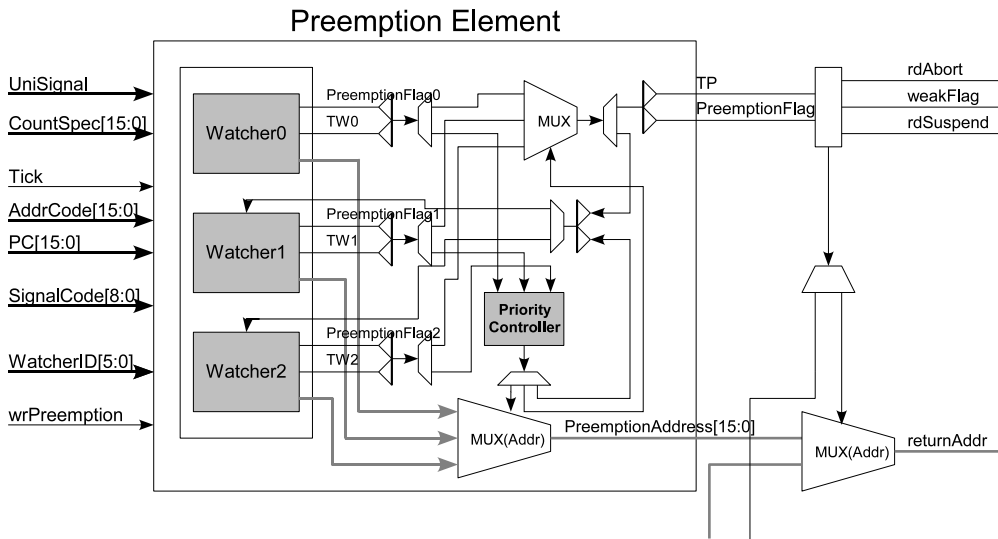 Preemption Element
UniSignal
CountSpec[15:0]
Tick
AddrCode[15:0]
PC[15:0]
SignalCode[8:0]
WatcherID[5:0]
wrPreemption
Watcher0
PreemptionFlag0
TW0
Watcher1
PreemptionFlag1
TW1
Watcher2
PreemptionFlag2
TW2
MUX
Priority
Controller
MUX(Addr)
TP
PreemptionFlag
rdAbort
weakFlag
rdSuspend
PreemptionAddress[15:0]
MUX(Addr)
returnAddr